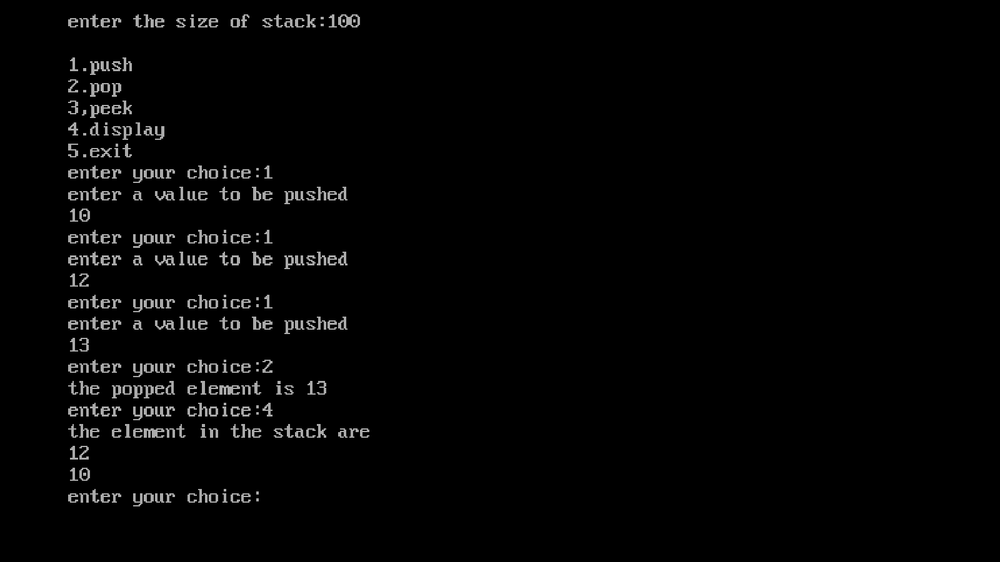 enter the size of stack:100
1.push
2.pop
3,peek
4.display
5.exit
enter your choice:1
enter a value to be pushed
10
enter your choice:1
enter a value to be pushed
12
enter your choice:1
enter a value to be pushed
13
enter your choice:2
the popped element is 13
enter your choice:4
the element in the stack are
12
10
enter your choice: